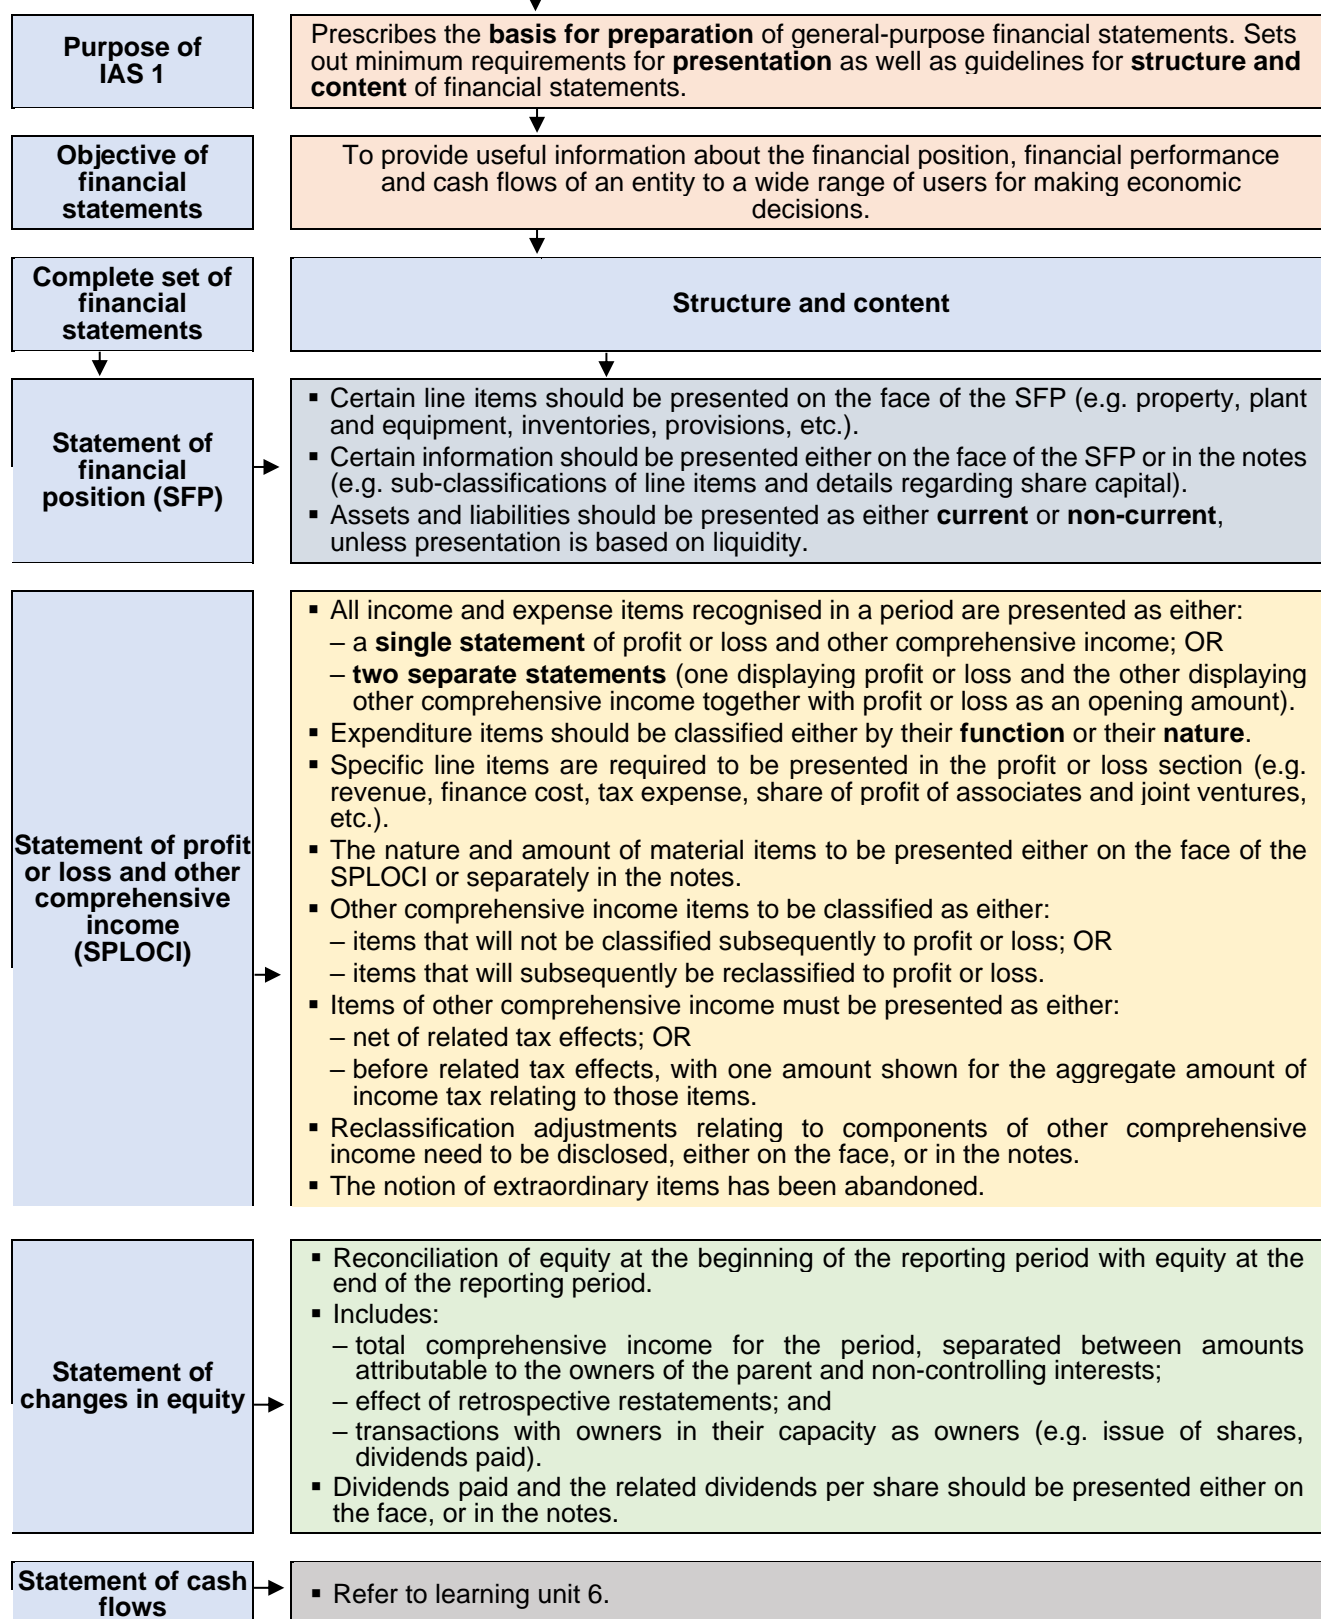 Purpose of
IAS 1
Prescribes the basis for preparation of general-purpose financial statements. Sets
out minimum requirements for presentation as well as guidelines for structure and
content of financial statements.
Objective of
financial
statements
To provide useful information about the financial position, financial performance
and cash flows of an entity to a wide range of users for making economic
decisions.
Complete set of
financial
statements
Structure and content
Statement of
financial
position (SFP)
▪ Certain line items should be presented on the face of the SFP (e.g. property, plant
and equipment, inventories, provisions, etc.).
▪ Certain information should be presented either on the face of the SFP or in the notes
(e.g. sub-classifications of line items and details regarding share capital).
▪ Assets and liabilities should be presented as either current or non-current,
unless presentation is based on liquidity.
Statement of profit
or loss and other
comprehensive
income
(SPLOCI)
▪ All income and expense items recognised in a period are presented as either:
– a single statement of profit or loss and other comprehensive income; OR
– two separate statements (one displaying profit or loss and the other displaying
other comprehensive income together with profit or loss as an opening amount).
▪ Expenditure items should be classified either by their function or their nature.
▪ Specific line items are required to be presented in the profit or loss section (e.g.
revenue, finance cost, tax expense, share of profit of associates and joint ventures,
etc.).
▪ The nature and amount of material items to be presented either on the face of the
SPLOCI or separately in the notes.
▪ Other comprehensive income items to be classified as either:
– items that will not be classified subsequently to profit or loss; OR
– items that will subsequently be reclassified to profit or loss.
▪ Items of other comprehensive income must be presented as either:
– net of related tax effects; OR
– before related tax effects, with one amount shown for the aggregate amount of
income tax relating to those items.
▪ Reclassification adjustments relating to components of other comprehensive
income need to be disclosed, either on the face, or in the notes.
▪ The notion of extraordinary items has been abandoned.
Statement of
changes in equity
▪ Reconciliation of equity at the beginning of the reporting period with equity at the
end of the reporting period.
▪ Includes:
– total comprehensive income for the period, separated between amounts
attributable to the owners of the parent and non-controlling interests;
– effect of retrospective restatements; and
– transactions with owners in their capacity as owners (e.g. issue of shares,
dividends paid).
▪ Dividends paid and the related dividends per share should be presented either on
the face, or in the notes.
Statement of cash
flows
▪ Refer to learning unit 6.